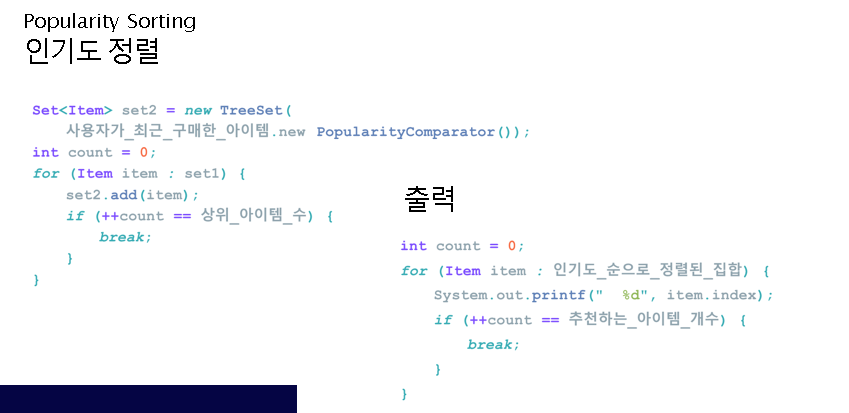 Popularity Sorting
인기도 정렬
Set<Item> set2 = new TreeSet(
사용자가_최근_구매한_아이템.new PopularityComparator());
int count = 0;
for (Item item : set1) {
set2.add(item);
if (++count == 상위_아이템_수) {
break;
}
}
출력
int count = 0;
for (Item item : 인기도_순으로_정렬된_집합) {
System.out.printf("  %d", item.index);
if (++count == 추천하는_아이템_개수) {
break;
}
}